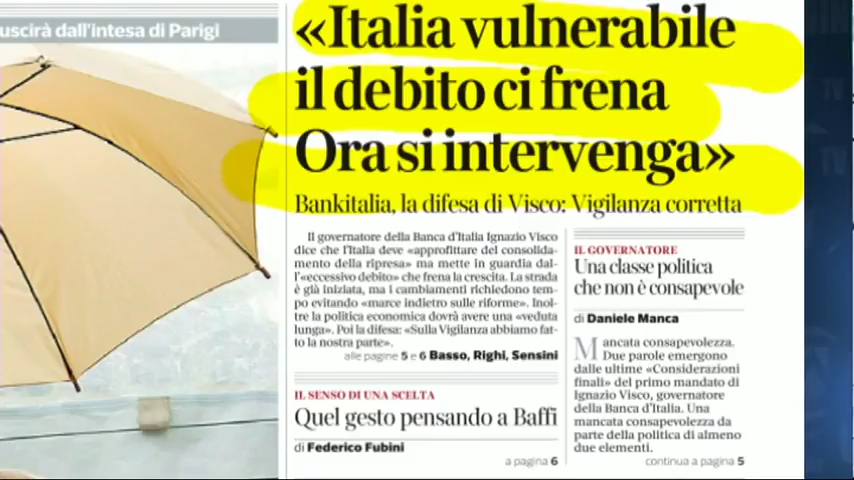 uscirà dall'intesa di Parigi
«Italia vulnerabile
il debito ci frena
Ora si intervenga»
Bankitalia, la difesa di Visco: Vigilanza corretta
Il governatore della Banca d'Italia Ignazio Visco
dice che l'Italia deve «approfittare del consolida-
mento della ripresa» ma mette in guardia dal-
l'«eccessivo debito» che frena la crescita. La strada
è già iniziata, ma i cambiamenti richiedono tem-
po evitando «marce indietro sulle riforme». Inol-
tre la politica economica dovrà avere una «veduta
lunga». Poi la difesa: «Sulla Vigilanza abbiamo fat-
to la nostra parte».
alle pagine 5 e 6 Basso, Righi, Sensini
IL SENSO DI UNA SCELTA
Quel gesto pensando a Baffi
di Federico Fubini
a pagina 6
IL GOVERNATORE
Una classe politica
che non è consapevole
di Daniele Manca
Mancata consapevolezza.
Due parole emergono
dalle ultime «Considerazioni
finali» del primo mandato di
Ignazio Visco, governatore
della Banca d'Italia. Una
mancata consapevolezza da
parte della politica di almeno
due elementi.
continua a pagina 5